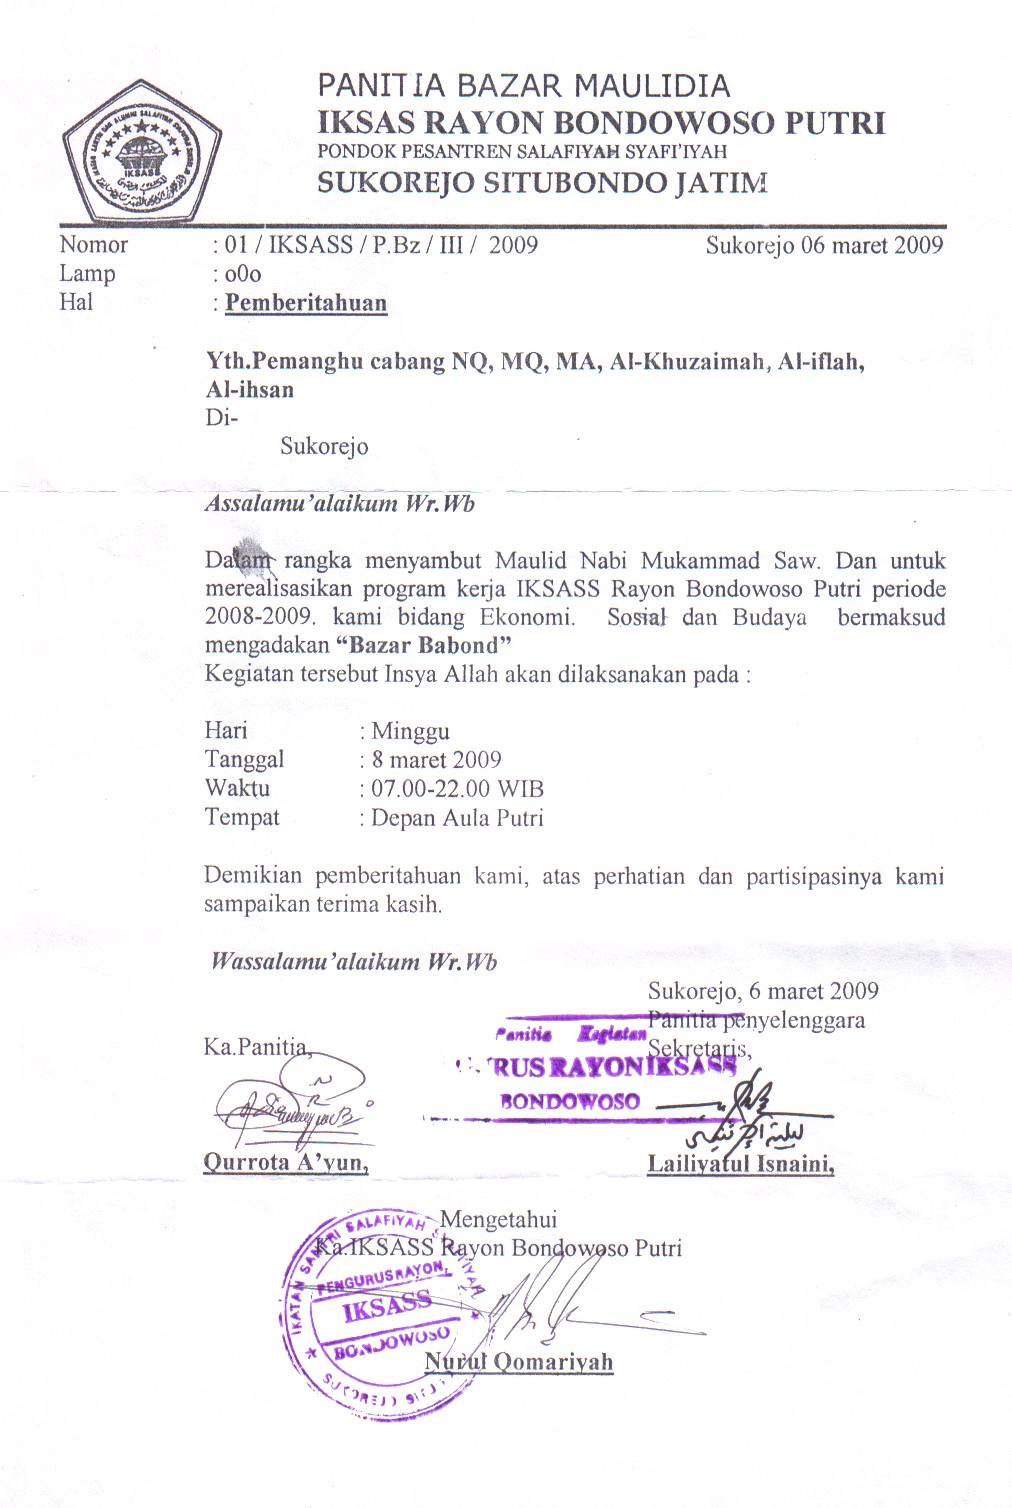 PANITIA BAZAR MAULIDIA
IKSAS RAYON BONDOWOSO PUTRI
PONDOK PESANTREN SALAFIYAH SYAFI'IYAH
SUKOREJO SITUBONDO JATIM
IKSASS
Nomor : 01 / IKSASS / P.Bz / III / 2009 Sukorejo 06 maret 2009
Lamp : o0o
Hal : Pemberitahuan
Yth.Pemanghu cabang NQ, MQ, MA, Al-Khuzaimah, Al-iflah,
Al-ihsan
Di-
Sukorejo
Assalamu'alaikum Wr.Wb
Dalam rangka menyambut Maulid Nabi Mukammad Saw. Dan untuk
merealisasikan program kerja IKSASS Rayon Bondowoso Putri periode
2008-2009. kami bidang Ekonomi. Sosial dan Budaya bermaksud
mengadakan “Bazar Babond”
Kegiatan tersebut Insya Allah akan dilaksanakan pada :
Hari : Minggu
Tanggal : 8 maret 2009
Waktu : 07.00-22.00 WIB
Tempat : Depan Aula Putri
Demikian pemberitahuan kami, atas perhatian dan partisipasinya kami
sampaikan terima kasih.
Wassalamu'alaikum Wr.Wb
Sukorejo, 6 maret 2009
Panitia penyelenggara
Ka.Panitia, Sekretaris,
Panitia Kegiatan
RUS RAYON IKSASS
BONDOWOSO
Qurrota A'yun, Lailiyatul Isnaini,
Mengetahui
Ka.IKSASS Rayon Bondowoso Putri
IKATAN SANTRI SALAFIYAH SYAFIIYAH
PENGURUS RAYON
IKSASS
BONDOWOSO
Nurul Qomariyah